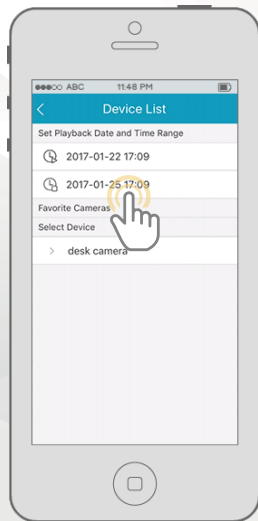 ABC 11:48 PM
Device List
Set Playback Date and Time Range
2017-01-22 17:09
2017-01-25 17:09
Favorite Cameras
Select Device
desk camera